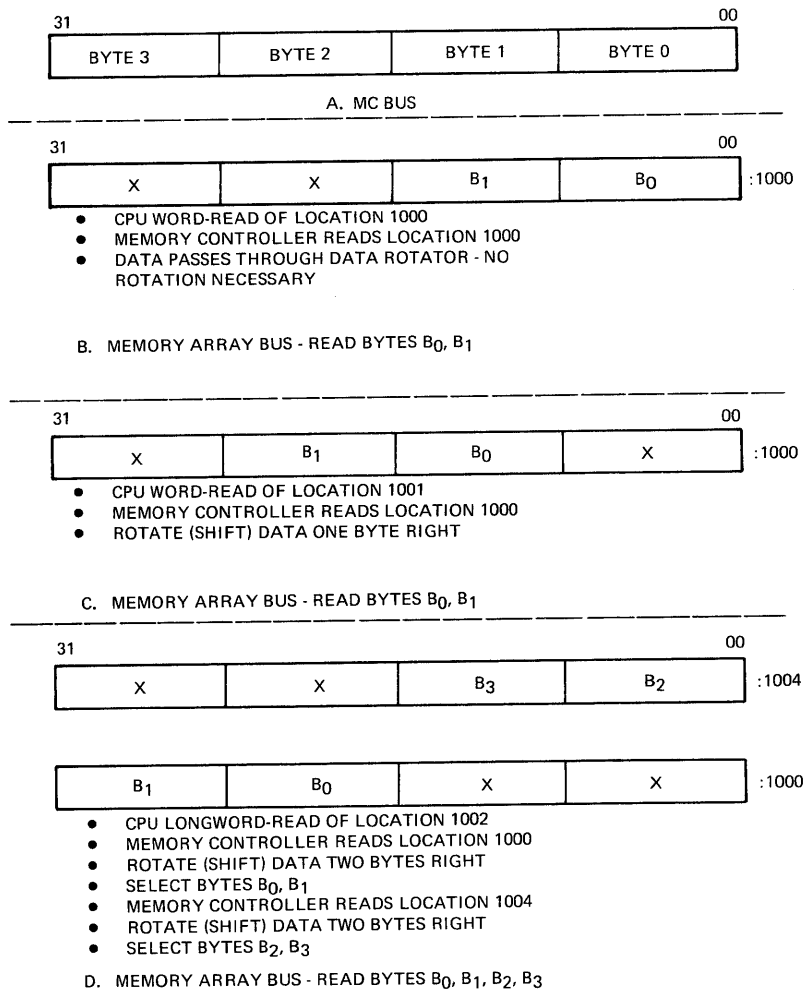 31 00
BYTE 3 BYTE 2 BYTE 1 BYTE 0
A. MC BUS
31 00
X X B1 B0 :1000
● CPU WORD-READ OF LOCATION 1000
● MEMORY CONTROLLER READS LOCATION 1000
● DATA PASSES THROUGH DATA ROTATOR - NO
ROTATION NECESSARY
B. MEMORY ARRAY BUS - READ BYTES B0, B1
31 00
X B1 B0 X :1000
● CPU WORD-READ OF LOCATION 1001
● MEMORY CONTROLLER READS LOCATION 1000
● ROTATE (SHIFT) DATA ONE BYTE RIGHT
C. MEMORY ARRAY BUS - READ BYTES B0, B1
31 00
X X B3 B2 :1004
B1 B0 X X :1000
● CPU LONGWORD-READ OF LOCATION 1002
● MEMORY CONTROLLER READS LOCATION 1000
● ROTATE (SHIFT) DATA TWO BYTES RIGHT
● SELECT BYTES B0, B1
● MEMORY CONTROLLER READS LOCATION 1004
● ROTATE (SHIFT) DATA TWO BYTES RIGHT
● SELECT BYTES B2, B3
D. MEMORY ARRAY BUS - READ BYTES B0, B1, B2, B3